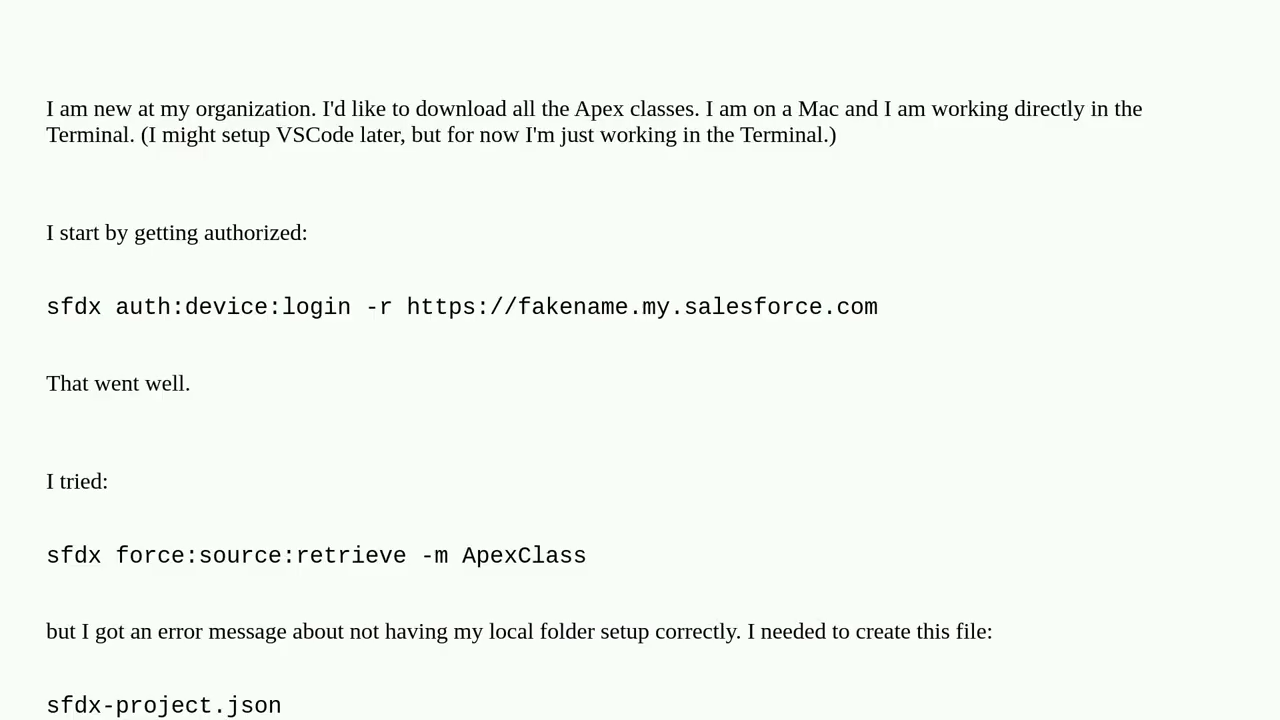 I am new at my organization. I'd like to download all the Apex classes. I am on a Mac and I am working directly in the
Terminal. (I might setup VSCode later, but for now I'm just working in the Terminal.)
I start by getting authorized:
sfdx auth:device:login -r https://fakename.my.salesforce.com
That went well.
I tried:
sfdx force:source:retrieve -m ApexClass
but I got an error message about not having my local folder setup correctly. I needed to create this file:
sfdx-project.json